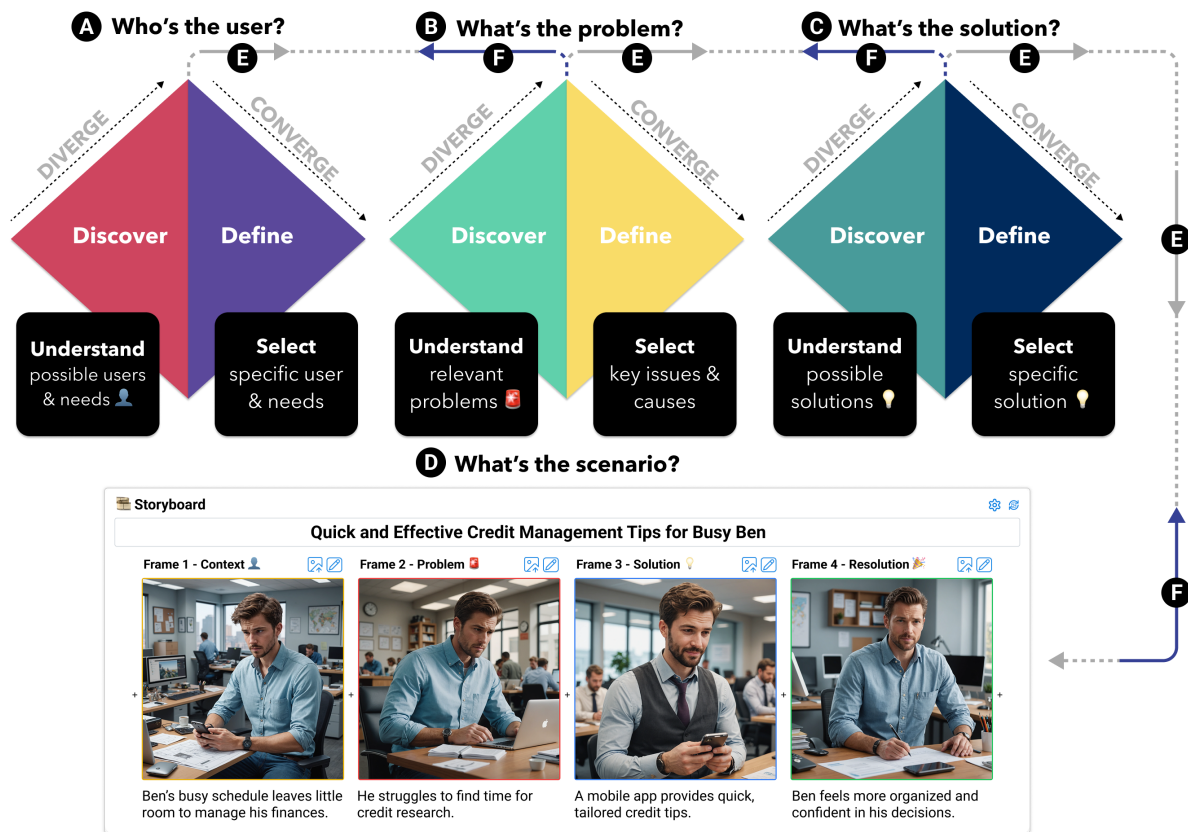 A Who's the user?
B What's the problem?
C What's the solution?
E
F
E
F
E
DIVERGE
CONVERGE
DIVERGE
CONVERGE
DIVERGE
CONVERGE
Discover
Define
Discover
Define
Discover
Define
E
Understand
possible users
& needs
Select
specific user
& needs
Understand
relevant
problems
Select
key issues &
causes
Understand
possible
solutions
Select
specific
solution
D What's the scenario?
Storyboard
Quick and Effective Credit Management Tips for Busy Ben
Frame 1 - Context
Frame 2 - Problem
Frame 3 - Solution
Frame 4 - Resolution
F
+
+
+
+
+
Ben's busy schedule leaves little
room to manage his finances.
He struggles to find time for
credit research.
A mobile app provides quick,
tailored credit tips.
Ben feels more organized and
confident in his decisions.